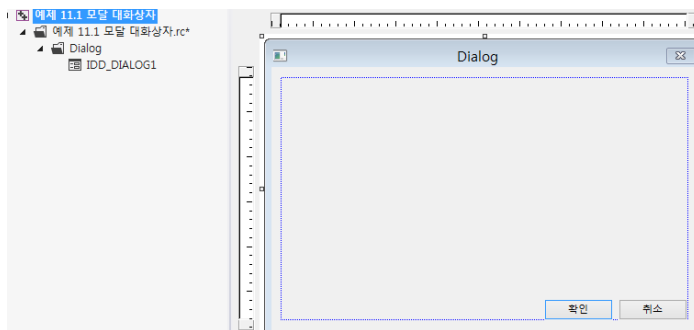 예제 11.1 모달 대화상자
예제 11.1 모달 대화상자.rc*
Dialog
IDD_DIALOG1
Dialog
확인
취소